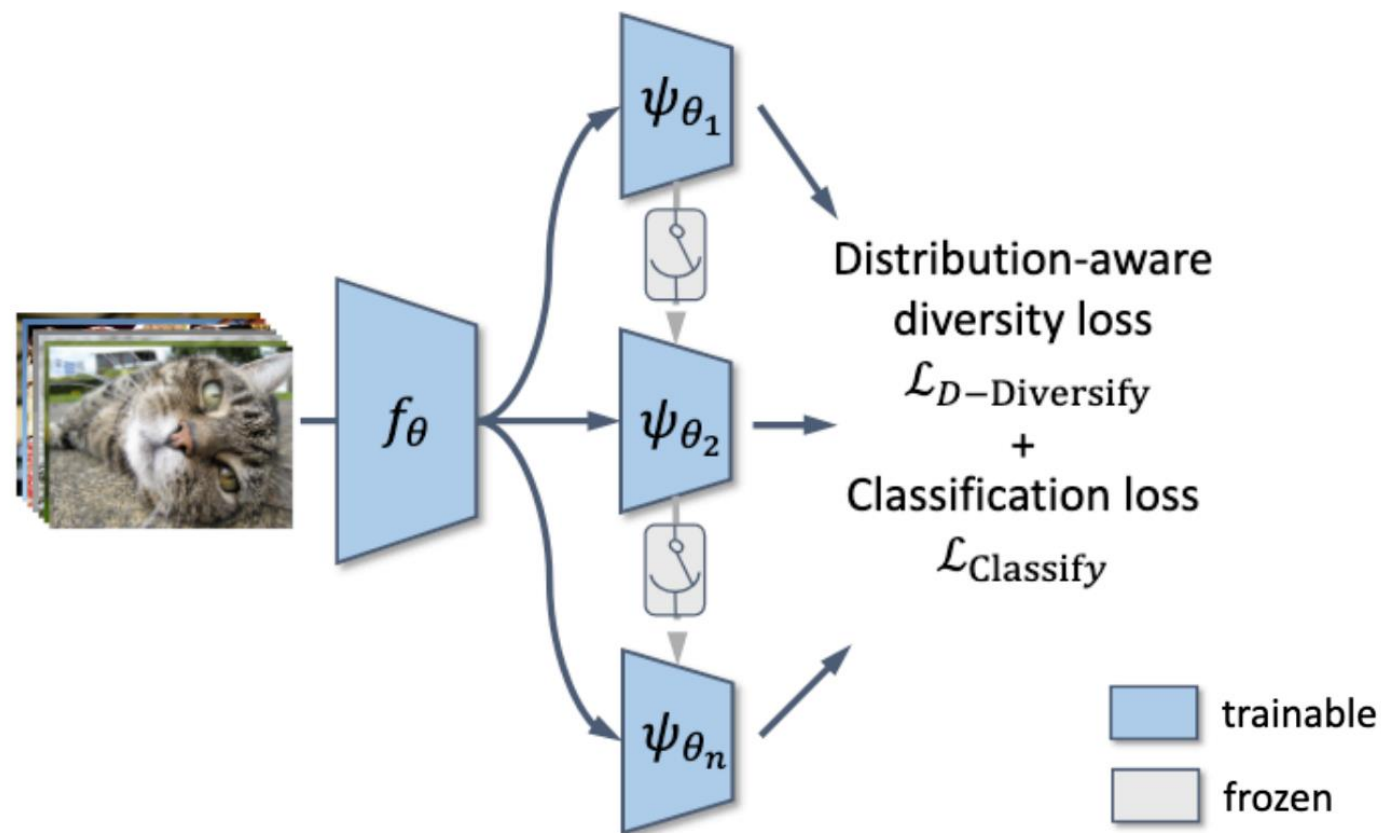 ψθ₁
fθ
ψθ₂
ψθₙ
Distribution-aware
diversity loss
ℒD−Diversify
+
Classification loss
ℒClassify
trainable
frozen